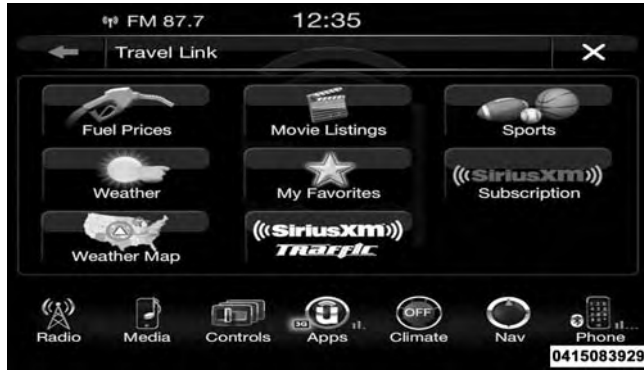 FM 87.7 12:35
Travel Link
Fuel Prices Movie Listings Sports
((SiriusXM))
Weather My Favorites Subscription
((SiriusXM))
Traffic
Weather Map
OFF
3G
Radio Media Controls Apps Climate Nav Phone
0415083929